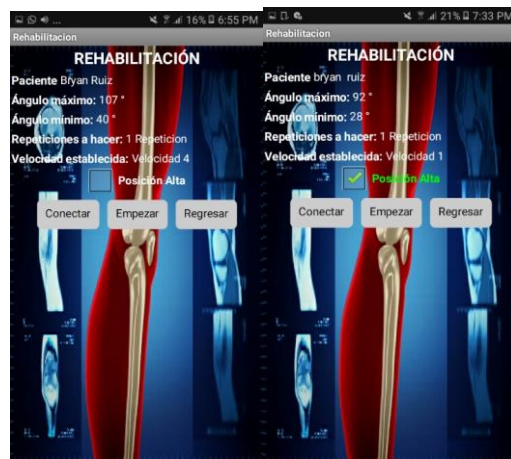 16% 6:55 PM
Rehabilitacion
REHABILITACIÓN
Paciente Bryan Ruiz
Ángulo máximo: 107 °
Ángulo mínimo: 40 °
Repeticiones a hacer: 1 Repeticion
Velocidad establecida: Velocidad 4
Posición Alta
Conectar Empezar Regresar
21% 7:33 PM
Rehabilitacion
REHABILITACIÓN
Paciente bryan ruiz
Ángulo máximo: 92 °
Ángulo mínimo: 28 °
Repeticiones a hacer: 1 Repeticion
Velocidad establecida: Velocidad 1
Posición Alta
Conectar Empezar Regresar